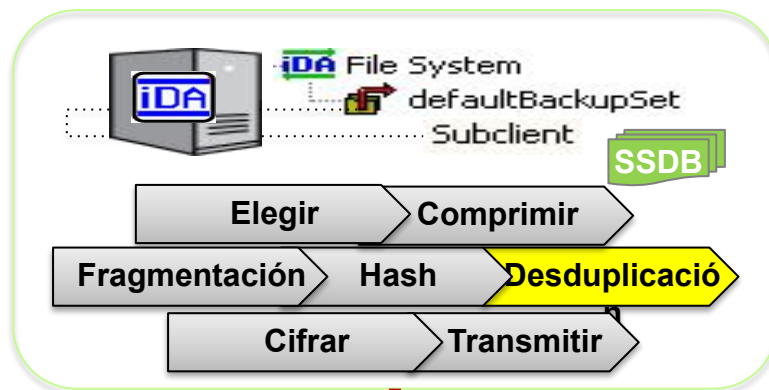 iDA File System
iDA
defaultBackupSet
Subclient
SSDB
Elegir Comprimir
Fragmentación Hash Desduplicació
n
Cifrar Transmitir